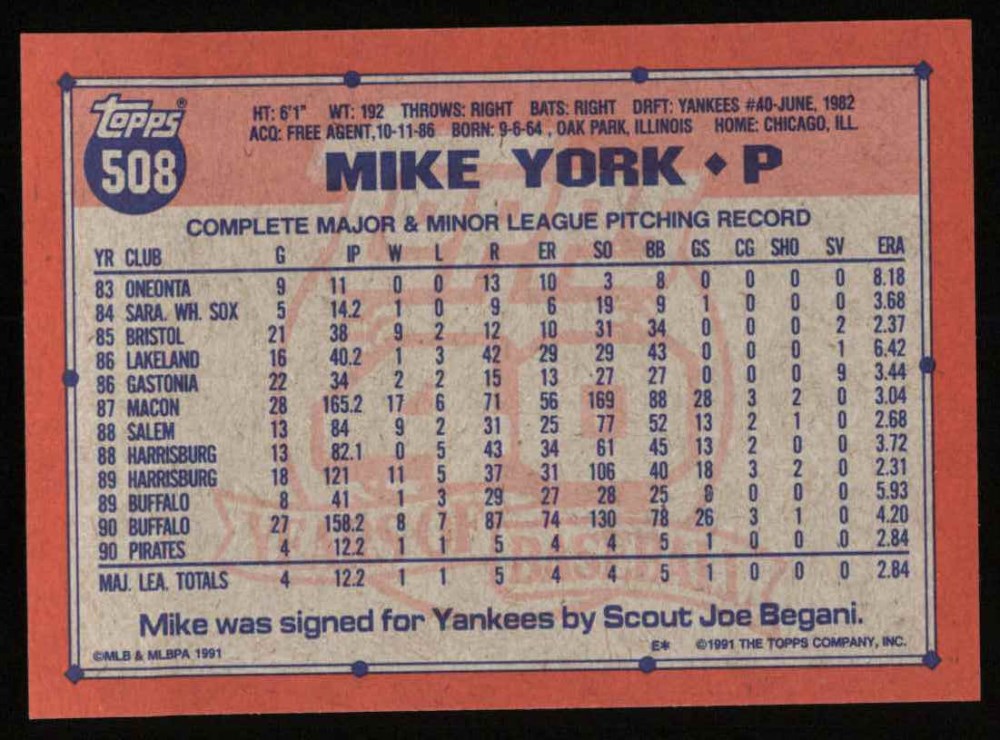 Topps®
508
HT: 6'1" WT: 192 THROWS: RIGHT BATS: RIGHT DRFT: YANKEES #40-JUNE, 1982
ACQ: FREE AGENT,10-11-86 BORN: 9-6-64, OAK PARK, ILLINOIS HOME: CHICAGO, ILL.
MIKE YORK ◆ P
COMPLETE MAJOR & MINOR LEAGUE PITCHING RECORD
YR CLUB G IP W L R ER SO BB GS CG SHO SV ERA
83 ONEONTA 9 11 0 0 13 10 3 8 0 0 0 0 8.18
84 SARA. WH. SOX 5 14.2 1 0 9 6 19 9 1 0 0 0 3.68
85 BRISTOL 21 38 9 2 12 10 31 34 0 0 0 2 2.37
86 LAKELAND 16 40.2 1 3 42 29 29 43 0 0 0 1 6.42
86 GASTONIA 22 34 2 2 15 13 27 27 0 0 0 9 3.44
87 MACON 28 165.2 17 6 71 56 169 88 28 3 2 0 3.04
88 SALEM 13 84 9 2 31 25 77 52 13 2 1 0 2.68
88 HARRISBURG 13 82.1 0 5 43 34 61 45 13 2 0 0 3.72
89 HARRISBURG 18 121 11 5 37 31 106 40 18 3 2 0 2.31
89 BUFFALO 8 41 1 3 29 27 28 25 8 0 0 0 5.93
90 BUFFALO 27 158.2 8 7 87 74 130 78 26 3 1 0 4.20
90 PIRATES 4 12.2 1 1 5 4 4 5 1 0 0 0 2.84
MAJ. LEA. TOTALS 4 12.2 1 1 5 4 4 5 1 0 0 0 2.84
Mike was signed for Yankees by Scout Joe Begani.
©MLB & MLBPA 1991 E* ©1991 THE TOPPS COMPANY, INC.
TOPPS
40
YEARS OF BASEBALL